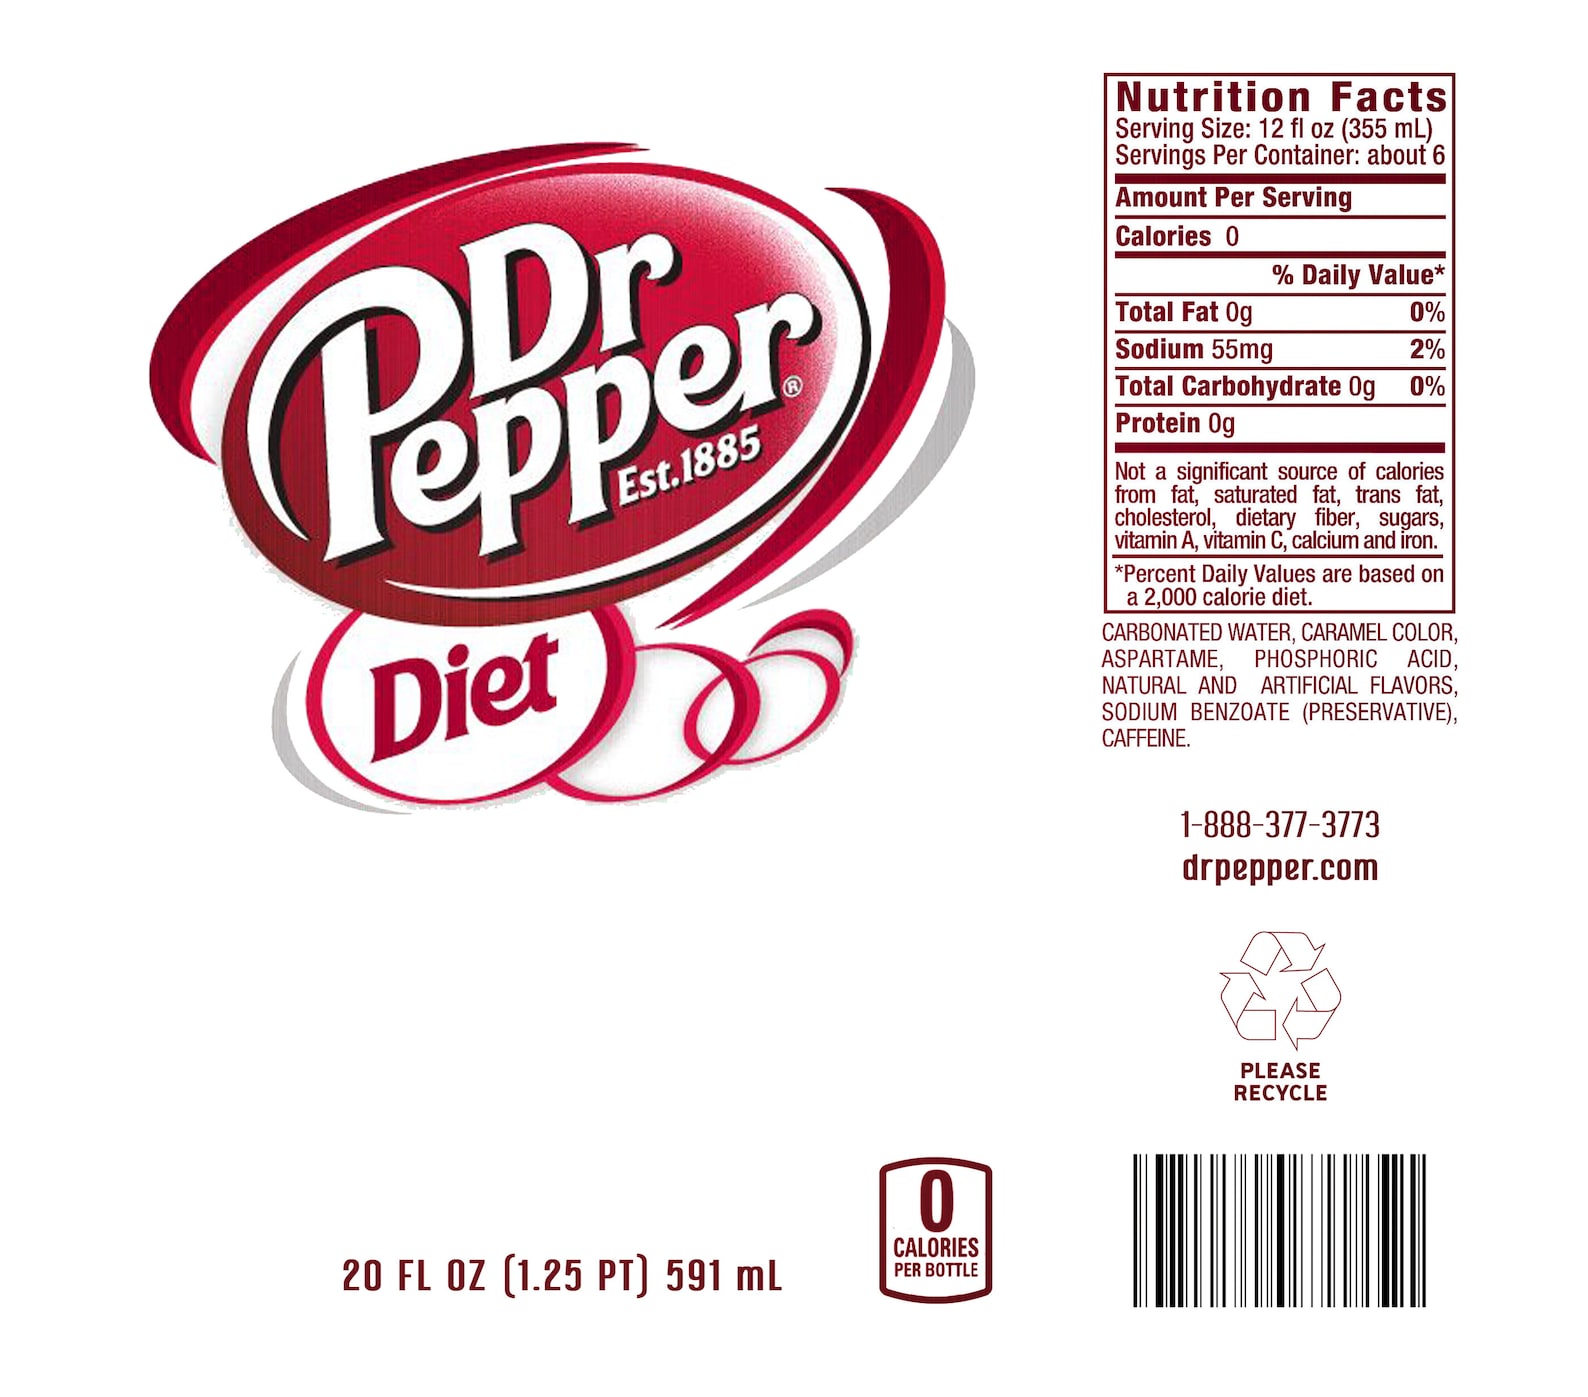 Dr
Pepper®
Est.1885
Diet
20 FL OZ (1.25 PT) 591 mL
0
CALORIES
PER BOTTLE
Nutrition Facts
Serving Size: 12 fl oz (355 mL)
Servings Per Container: about 6
Amount Per Serving
Calories 0
% Daily Value*
Total Fat 0g 0%
Sodium 55mg 2%
Total Carbohydrate 0g 0%
Protein 0g
Not a significant source of calories
from fat, saturated fat, trans fat,
cholesterol, dietary fiber, sugars,
vitamin A, vitamin C, calcium and iron.
*Percent Daily Values are based on
a 2,000 calorie diet.
CARBONATED WATER, CARAMEL COLOR,
ASPARTAME, PHOSPHORIC ACID,
NATURAL AND ARTIFICIAL FLAVORS,
SODIUM BENZOATE (PRESERVATIVE),
CAFFEINE.
1-888-377-3773
drpepper.com
PLEASE
RECYCLE